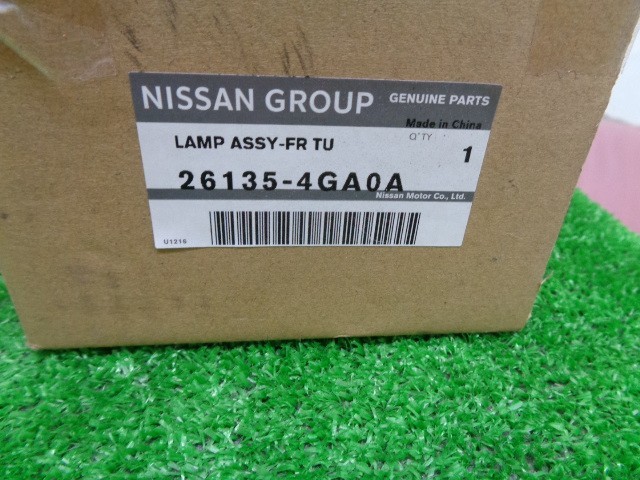 NISSAN GROUP GENUINE PARTS
Made in China
LAMP ASSY-FR TU Q'TY 1
26135-4GA0A
Nissan Motor Co., Ltd.
U1216